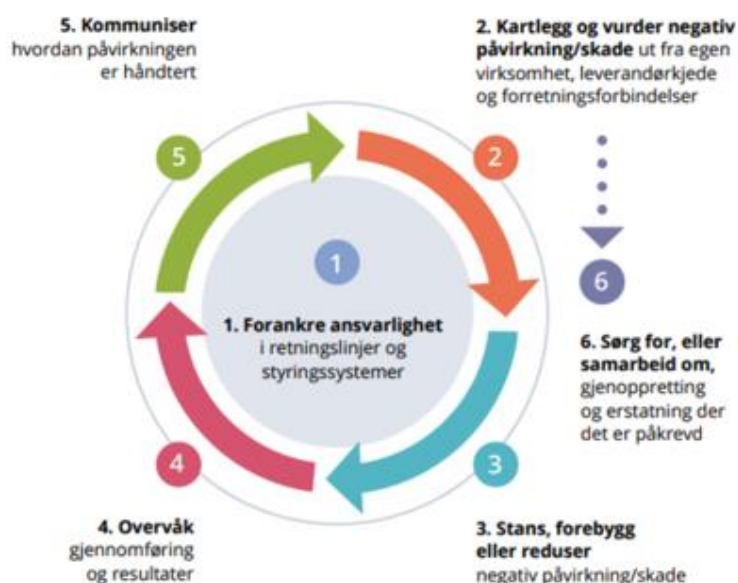 5. Kommuniser
hvordan påvirkningen
er håndtert
2. Kartlegg og vurder negativ
påvirkning/skade ut fra egen
virksomhet, leverandørkjede
og forretningsforbindelser
5
2
1
6
1. Forankre ansvarlighet
i retningslinjer og
styringssystemer
6. Sørg for, eller
samarbeid om,
gjenoppretting
og erstatning der
det er påkrevd
4
3
4. Overvåk
gjennomføring
og resultater
3. Stans, forebygg
eller reduser
negativ påvirkning/skade